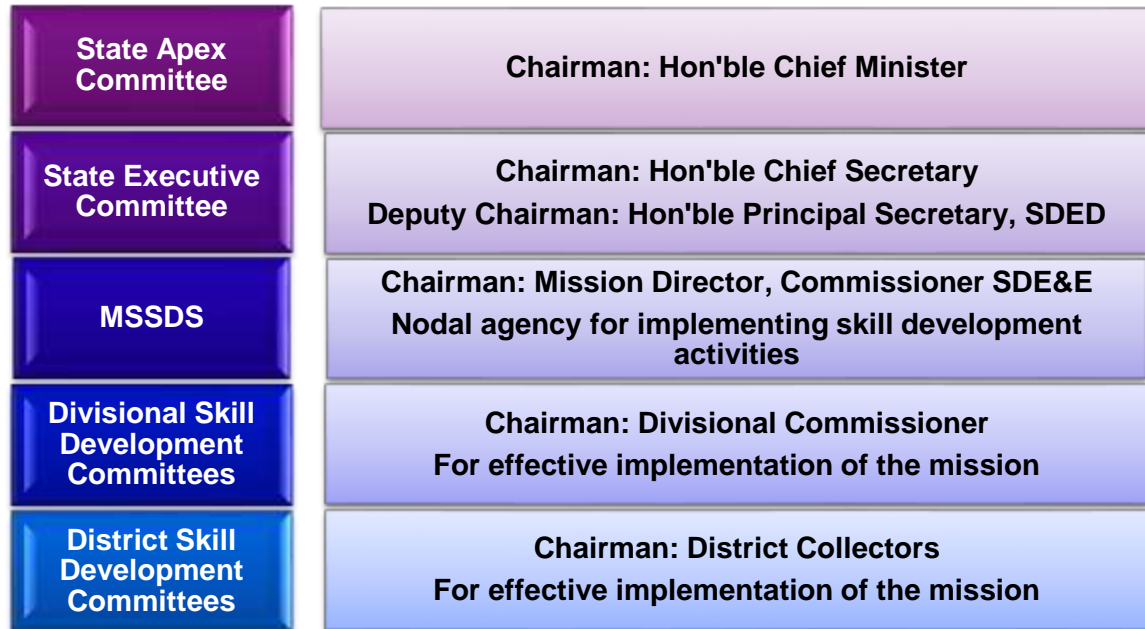 State Apex
Committee
Chairman: Hon'ble Chief Minister
State Executive
Committee
Chairman: Hon'ble Chief Secretary
Deputy Chairman: Hon'ble Principal Secretary, SDED
MSSDS
Chairman: Mission Director, Commissioner SDE&E
Nodal agency for implementing skill development
activities
Divisional Skill
Development
Committees
Chairman: Divisional Commissioner
For effective implementation of the mission
District Skill
Development
Committees
Chairman: District Collectors
For effective implementation of the mission